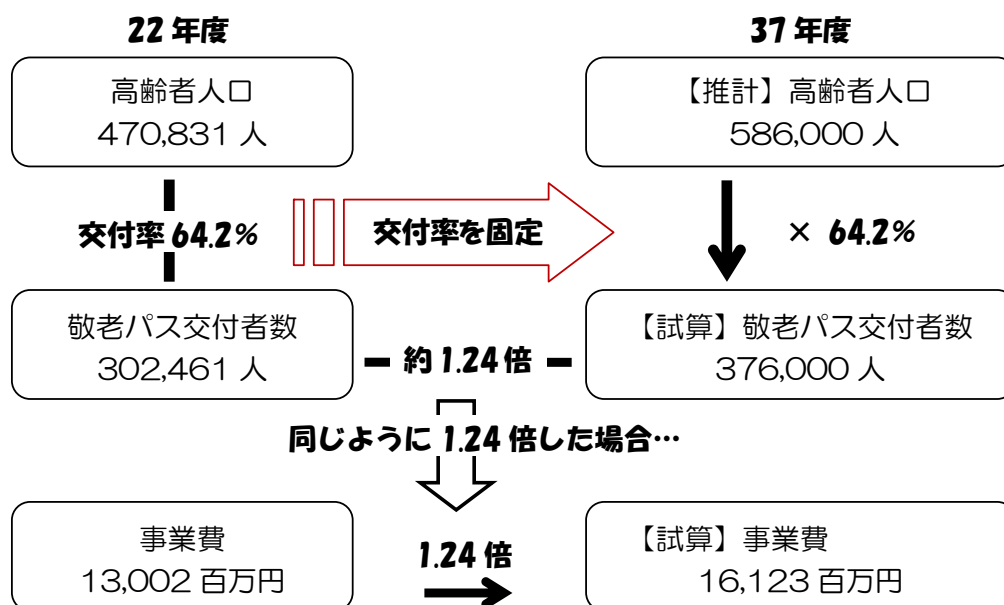 22 年度
37 年度
高齢者人口
470,831 人
【推計】高齢者人口
586,000 人
交付率 64.2%
交付率を固定
× 64.2%
敬老パス交付者数
302,461 人
約 1.24 倍
【試算】敬老パス交付者数
376,000 人
同じように 1.24 倍した場合…
事業費
13,002 百万円
1.24 倍
【試算】事業費
16,123 百万円